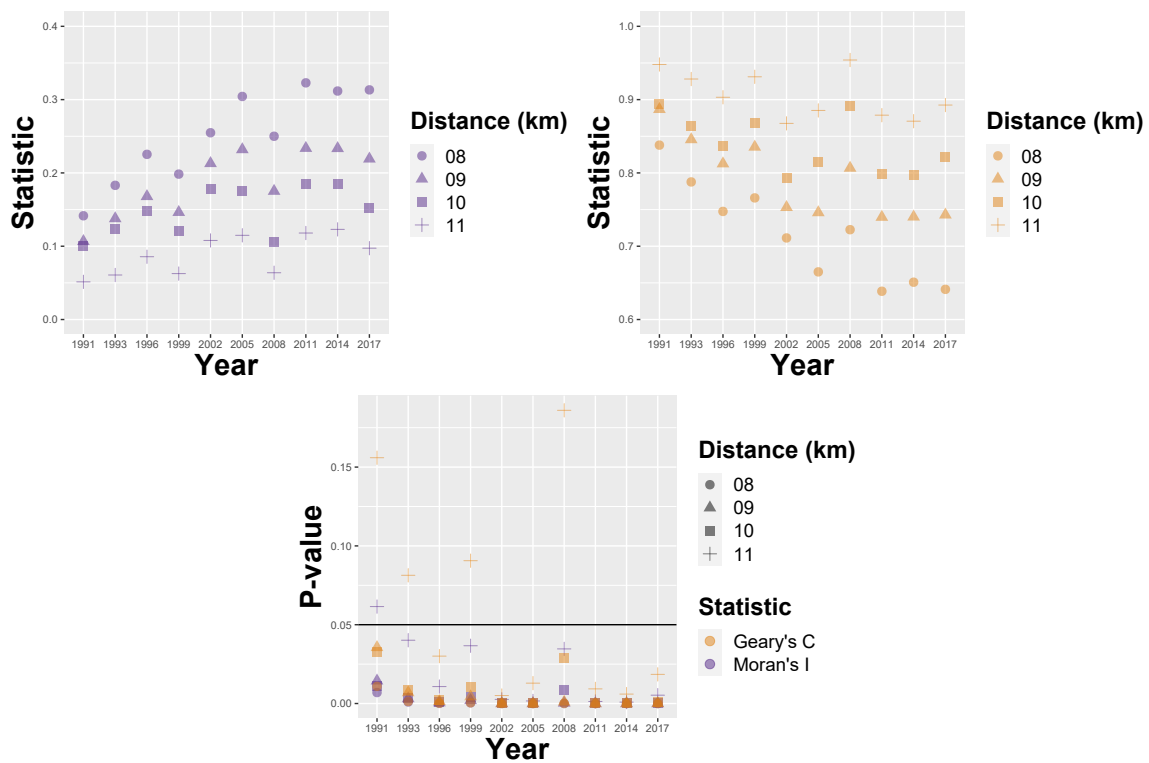 0.4
0.3
0.2
0.1
0.0
Statistic
1991 1993 1996 1999 2002 2005 2008 2011 2014 2017
Year
Distance (km)
08
09
10
11
1.0
0.9
0.8
0.7
0.6
Statistic
1991 1993 1996 1999 2002 2005 2008 2011 2014 2017
Year
Distance (km)
08
09
10
11
0.15
0.10
0.05
0.00
P-value
1991 1993 1996 1999 2002 2005 2008 2011 2014 2017
Year
Distance (km)
08
09
10
11
Statistic
Geary's C
Moran's I